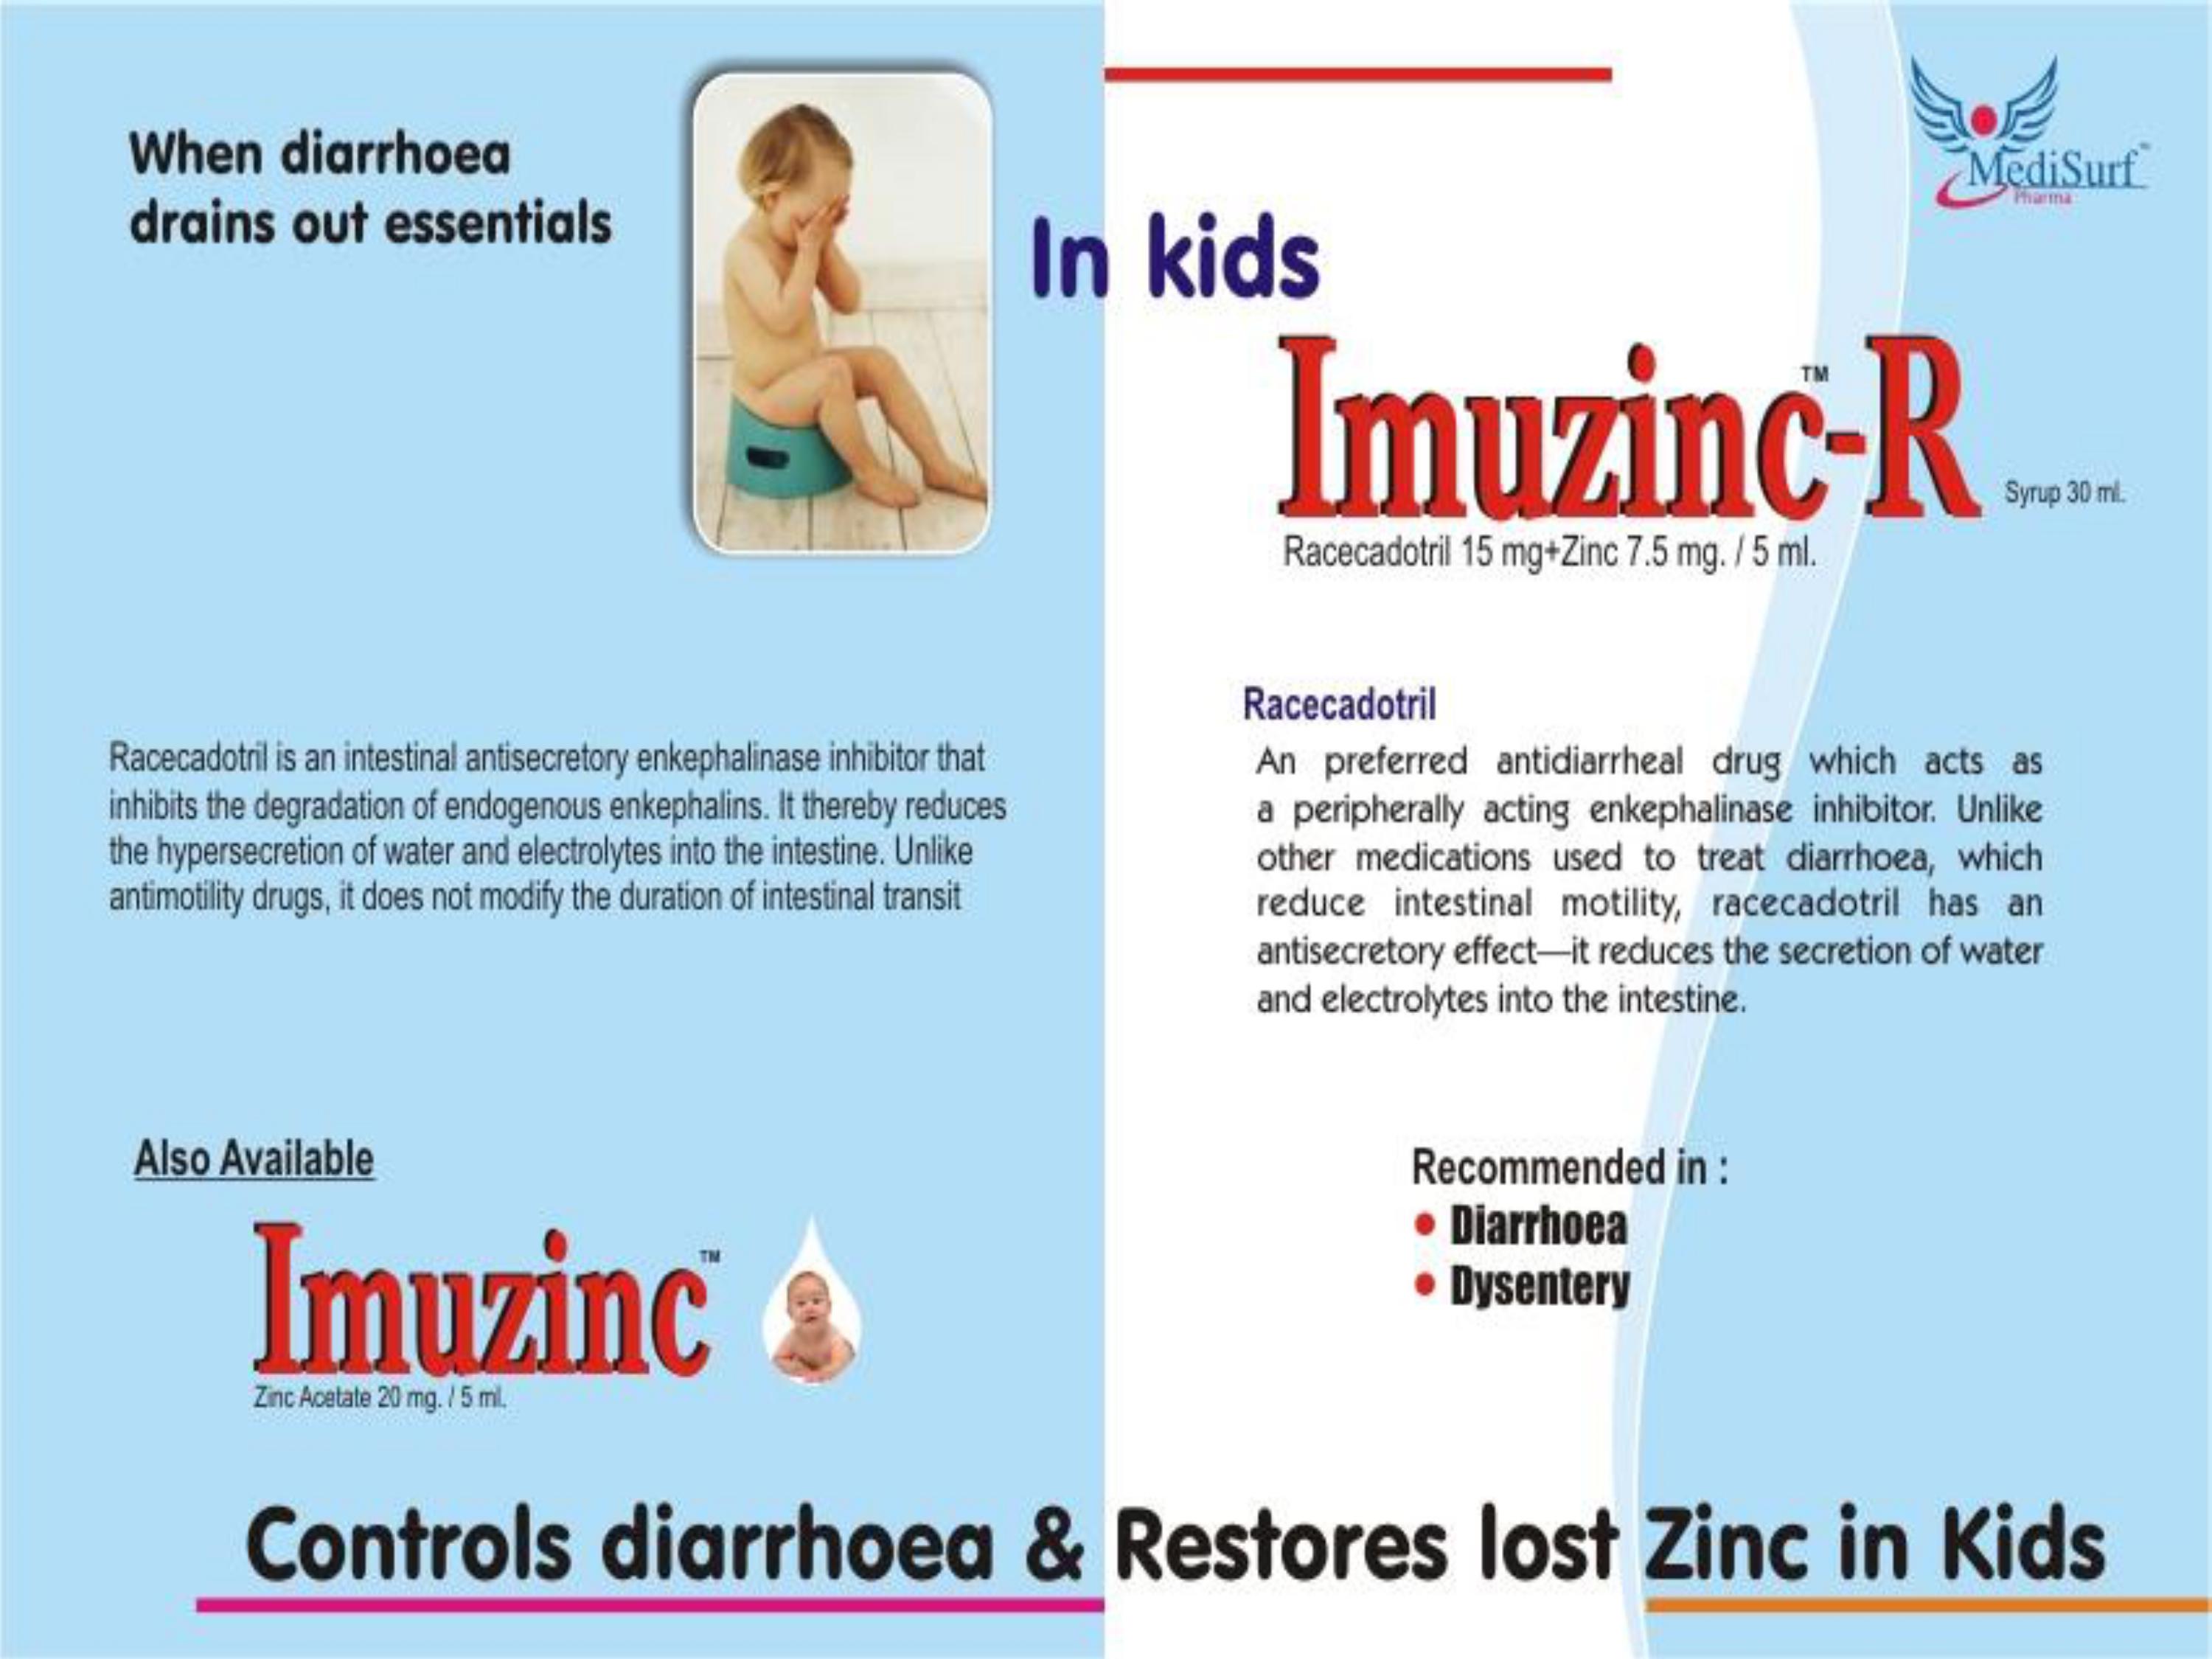 When diarrhoea
drains out essentials
In kids
MediSurf™
Pharma
Imuzinc™-R
Syrup 30 ml.
Racecadotril 15 mg+Zinc 7.5 mg. / 5 ml.
Racecadotril is an intestinal antisecretory enkephalinase inhibitor that
inhibits the degradation of endogenous enkephalins. It thereby reduces
the hypersecretion of water and electrolytes into the intestine. Unlike
antimotility drugs, it does not modify the duration of intestinal transit
Racecadotril
An preferred antidiarrheal drug which acts as
a peripherally acting enkephalinase inhibitor. Unlike
other medications used to treat diarrhoea, which
reduce intestinal motility, racecadotril has an
antisecretory effect—it reduces the secretion of water
and electrolytes into the intestine.
Also Available
Imuzinc™
Zinc Acetate 20 mg. / 5 ml.
Recommended in :
• Diarrhoea
• Dysentery
Controls diarrhoea & Restores lost Zinc in Kids